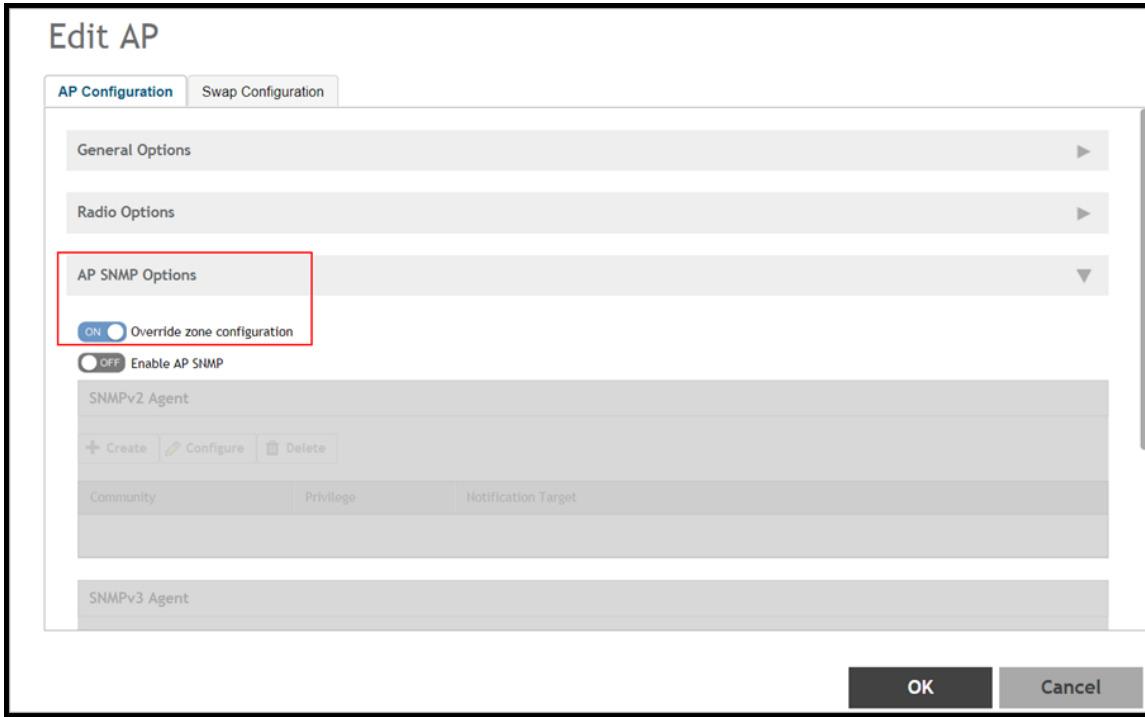 Edit AP
AP Configuration Swap Configuration
General Options
Radio Options
AP SNMP Options
ON Override zone configuration
OFF Enable AP SNMP
SNMPv2 Agent
Create Configure Delete
Community Privilege Notification Target
SNMPv3 Agent
OK Cancel